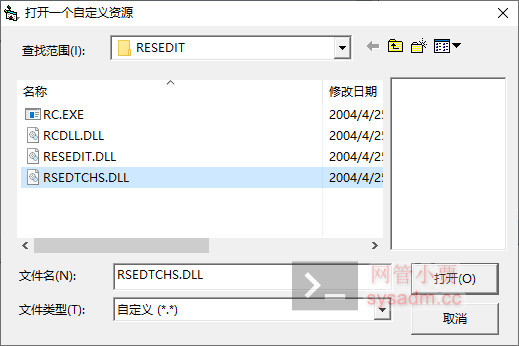 打开一个自定义资源
查找范围(I): RESEDIT
名称 修改日期
RC.EXE 2004/4/25
RCDLL.DLL 2004/4/25
RESEDIT.DLL 2004/4/25
RSEDTCHS.DLL 2004/4/25
文件名(N): RSEDTCHS.DLL 打开(O)
文件类型(T): 自定义 (*.*) 取消
网管小贾
sysadm.cc